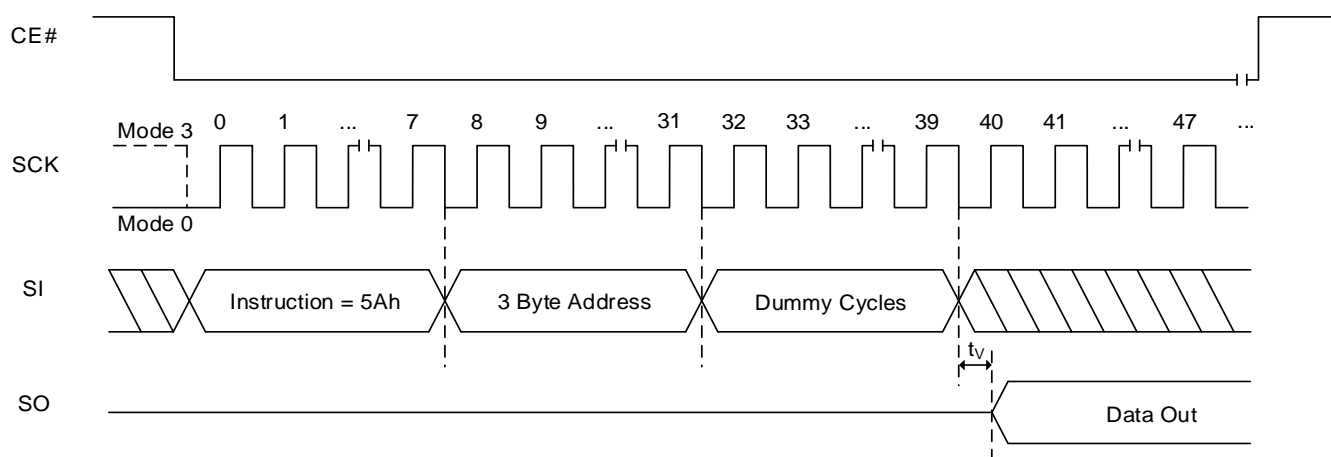 CE#
Mode 3 0 1 ... 7 8 9 ... 31 32 33 ... 39 40 41 ... 47 ...
SCK
Mode 0
SI Instruction = 5Ah 3 Byte Address Dummy Cycles
tV
SO Data Out